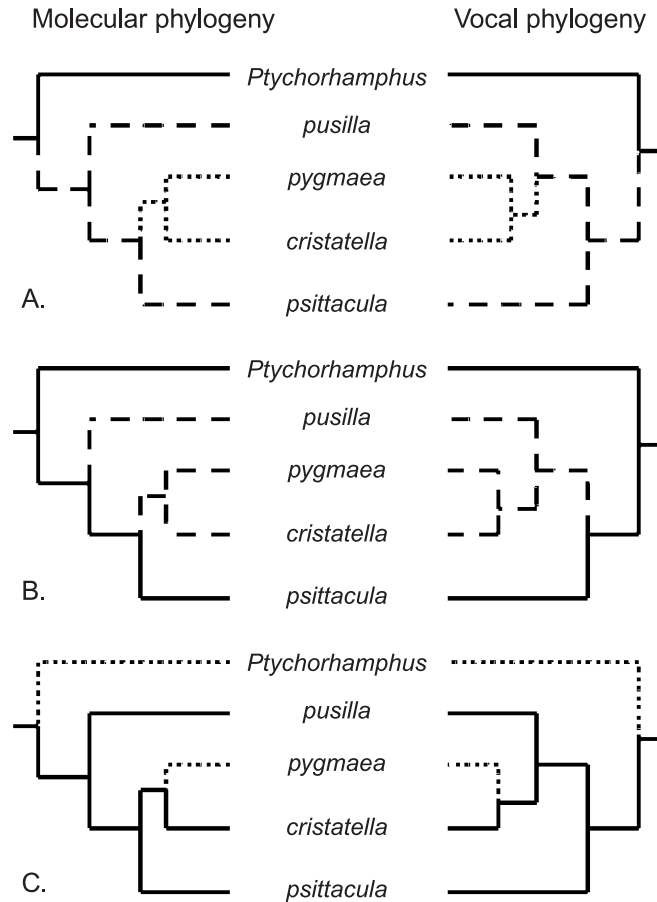 Molecular phylogeny Vocal phylogeny
Ptychorhamphus
pusilla
pygmaea
cristatella
A. psittacula
Ptychorhamphus
pusilla
pygmaea
cristatella
B. psittacula
Ptychorhamphus
pusilla
pygmaea
cristatella
C. psittacula